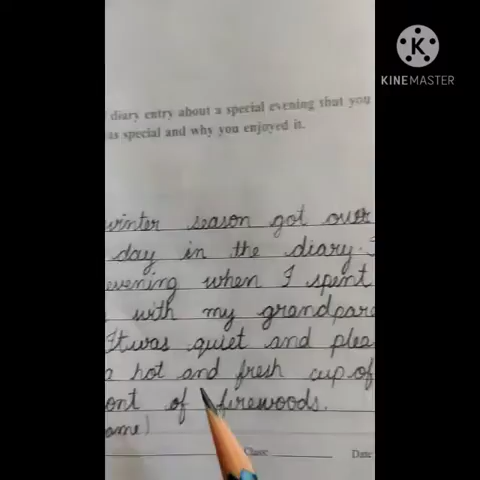 KINEMASTER
diary entry about a special evening that you
as special and why you enjoyed it.
winter season got over
day in the diary.
evening when I spent
with my grandpare
It was quiet and plea
hot and fresh cup of
ont of firewoods.
ame)
Class: Date